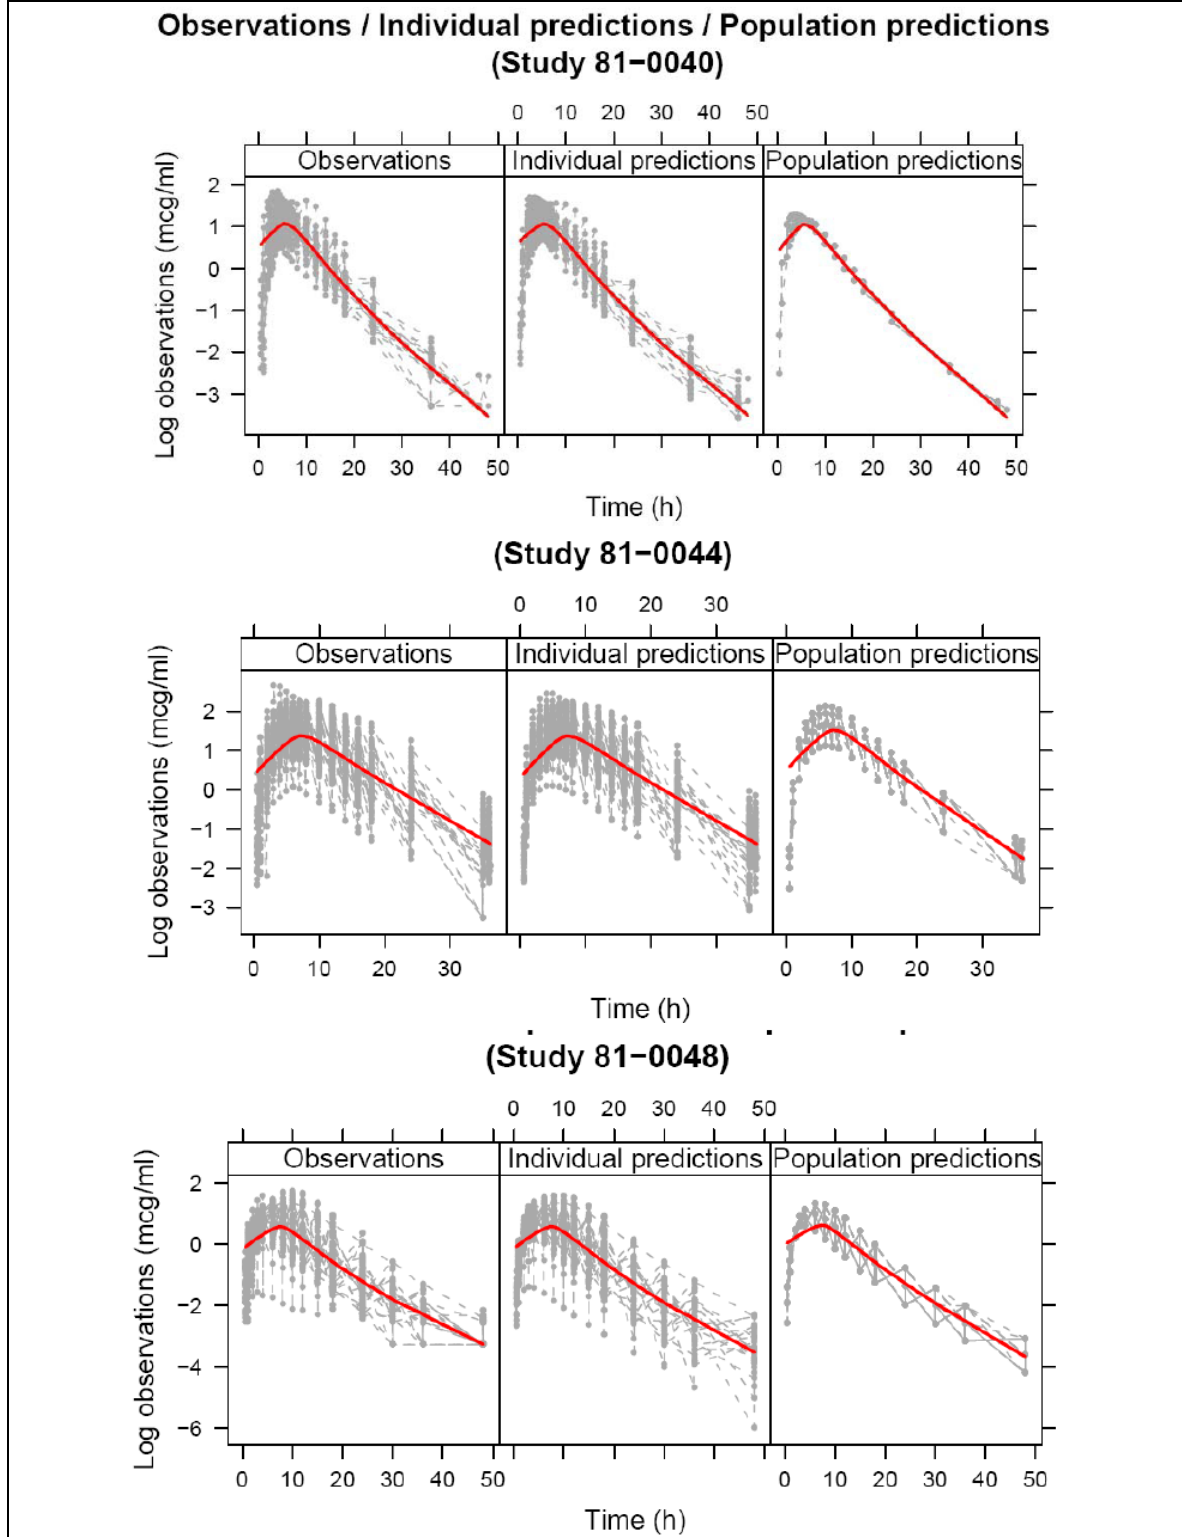 Observations / Individual predictions / Population predictions
(Study 81−0040)
0 10 20 30 40 50
Observations Individual predictions Population predictions
Log observations (mcg/ml)
2
1
0
−1
−2
−3
0 10 20 30 40 50 0 10 20 30 40 50
Time (h)
(Study 81−0044)
0 10 20 30
Observations Individual predictions Population predictions
Log observations (mcg/ml)
2
1
0
−1
−2
−3
0 10 20 30 0 10 20 30
Time (h)
(Study 81−0048)
0 10 20 30 40 50
Observations Individual predictions Population predictions
Log observations (mcg/ml)
2
0
−2
−4
−6
0 10 20 30 40 50 0 10 20 30 40 50
Time (h)